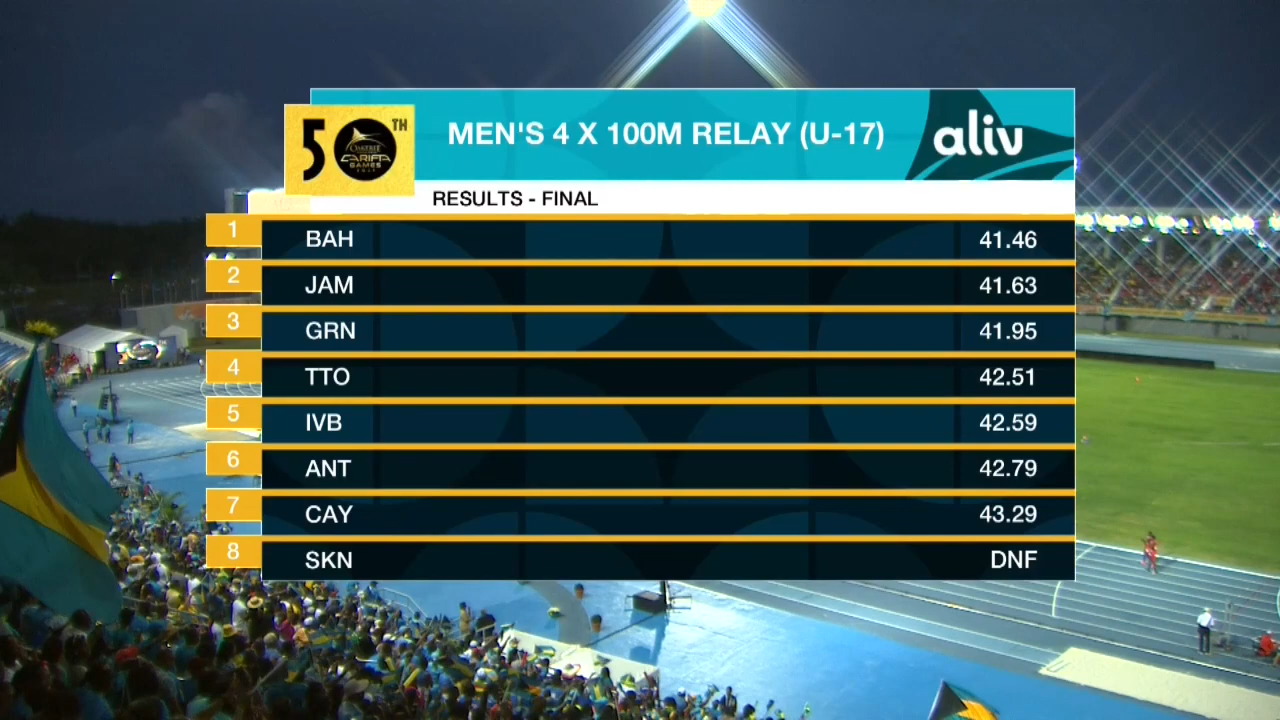 50TH
CARIFTA
GAMES
MEN'S 4 X 100M RELAY (U-17)
aliv
RESULTS - FINAL
1 BAH 41.46
2 JAM 41.63
3 GRN 41.95
4 TTO 42.51
5 IVB 42.59
6 ANT 42.79
7 CAY 43.29
8 SKN DNF